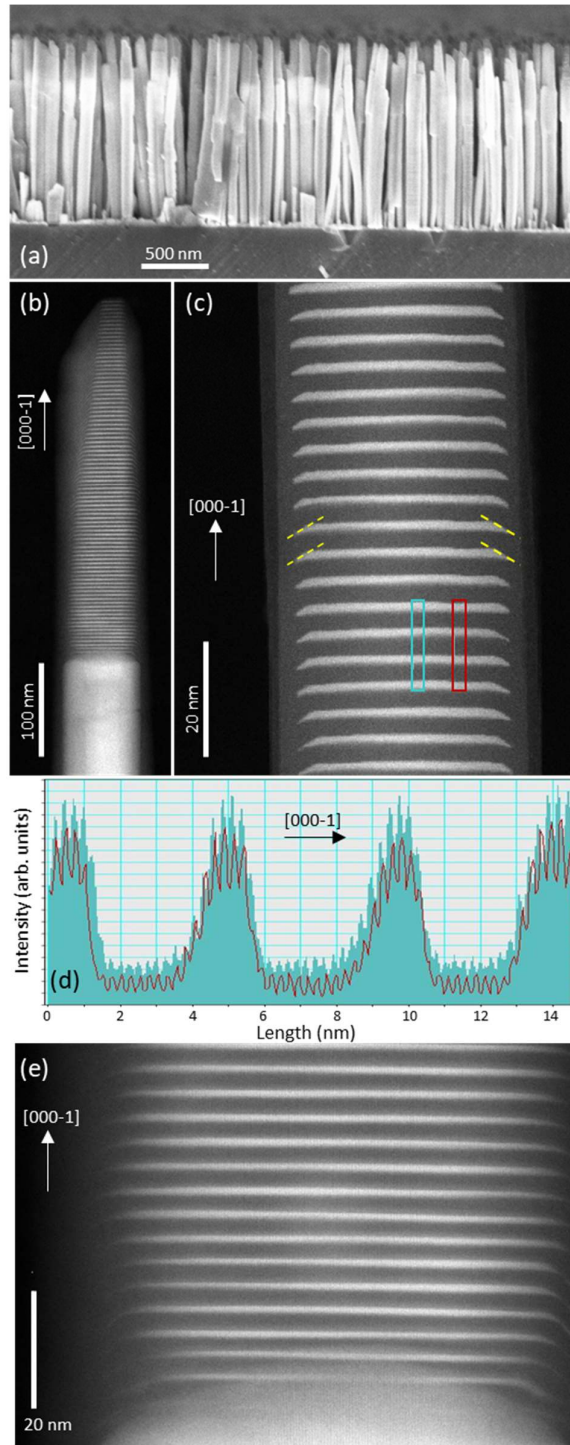 (a)
500 nm
(b)
[000-1]
100 nm
(c)
[000-1]
20 nm
Intensity (arb. units)
[000-1]
(d)
0 2 4 6 8 10 12 14
Length (nm)
(e)
[000-1]
20 nm